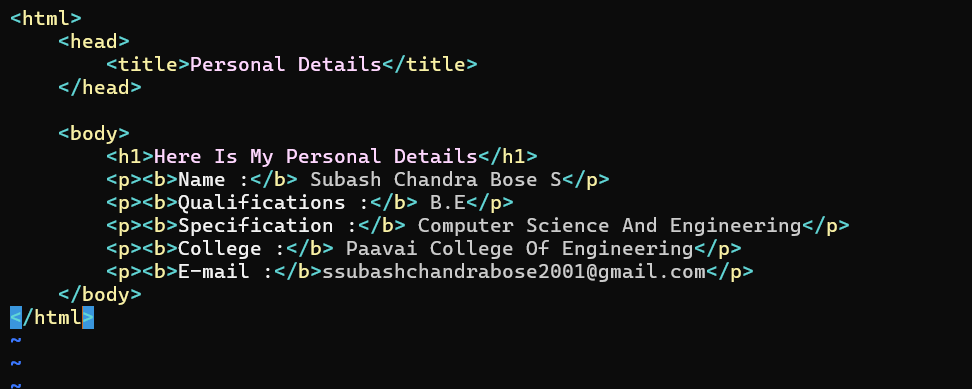 <html>
    <head>
        <title>Personal Details</title>
    </head>

    <body>
        <h1>Here Is My Personal Details</h1>
        <p><b>Name :</b> Subash Chandra Bose S</p>
        <p><b>Qualifications :</b> B.E</p>
        <p><b>Specification :</b> Computer Science And Engineering</p>
        <p><b>College :</b> Paavai College Of Engineering</p>
        <p><b>E-mail :</b>ssubashchandrabose2001@gmail.com</p>
    </body>
</html>
~
~
~